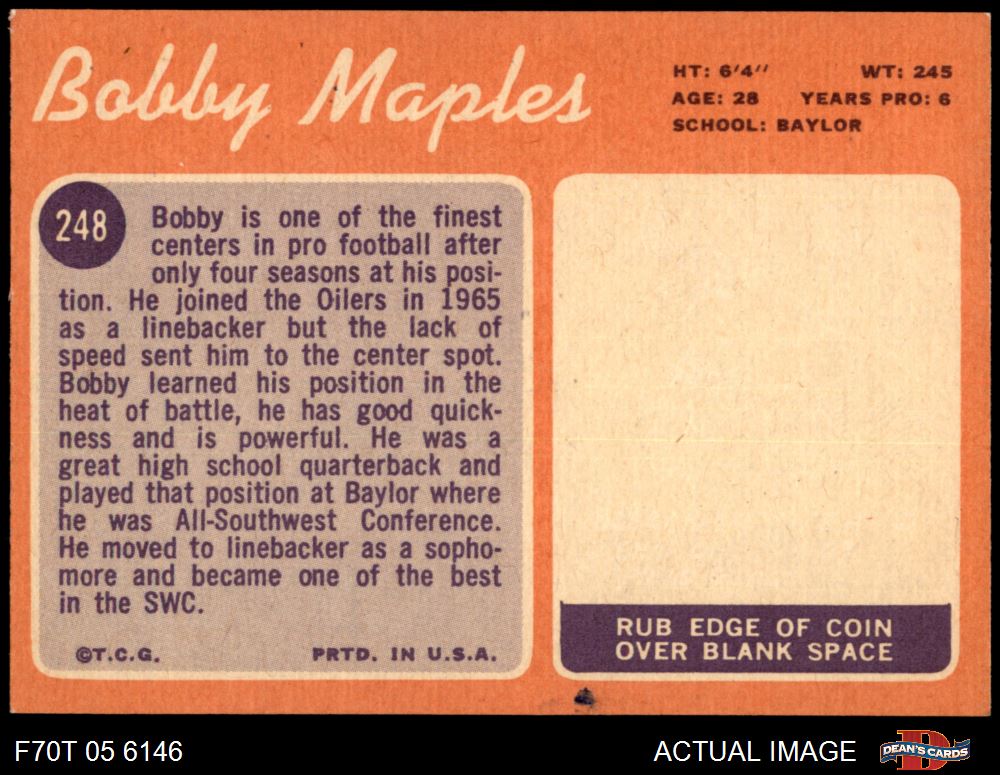 Bobby Maples
HT: 6'4'' WT: 245
AGE: 28 YEARS PRO: 6
SCHOOL: BAYLOR
248
Bobby is one of the finest
centers in pro football after
only four seasons at his posi-
tion. He joined the Oilers in 1965
as a linebacker but the lack of
speed sent him to the center spot.
Bobby learned his position in the
heat of battle, he has good quick-
ness and is powerful. He was a
great high school quarterback and
played that position at Baylor where
he was All-Southwest Conference.
He moved to linebacker as a sopho-
more and became one of the best
in the SWC.
©T.C.G. PRTD. IN U.S.A.
RUB EDGE OF COIN
OVER BLANK SPACE
F70T 05 6146 ACTUAL IMAGE D DEAN'S CARDS